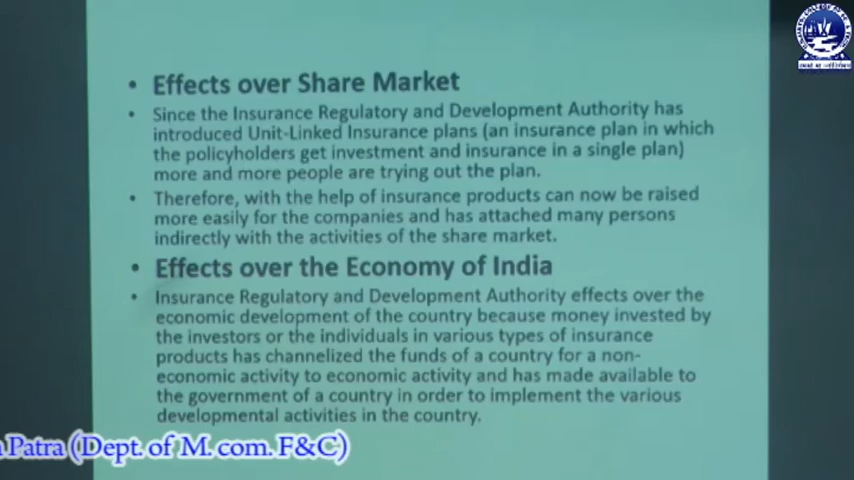 • Effects over Share Market
• Since the Insurance Regulatory and Development Authority has
introduced Unit-Linked Insurance plans (an insurance plan in which
the policyholders get investment and insurance in a single plan)
more and more people are trying out the plan.
• Therefore, with the help of insurance products can now be raised
more easily for the companies and has attached many persons
indirectly with the activities of the share market.
• Effects over the Economy of India
• Insurance Regulatory and Development Authority effects over the
economic development of the country because money invested by
the investors or the individuals in various types of insurance
products has channelized the funds of a country for a non-
economic activity to economic activity and has made available to
the government of a country in order to implement the various
developmental activities in the country.
Patra (Dept. of M. com. F&C)